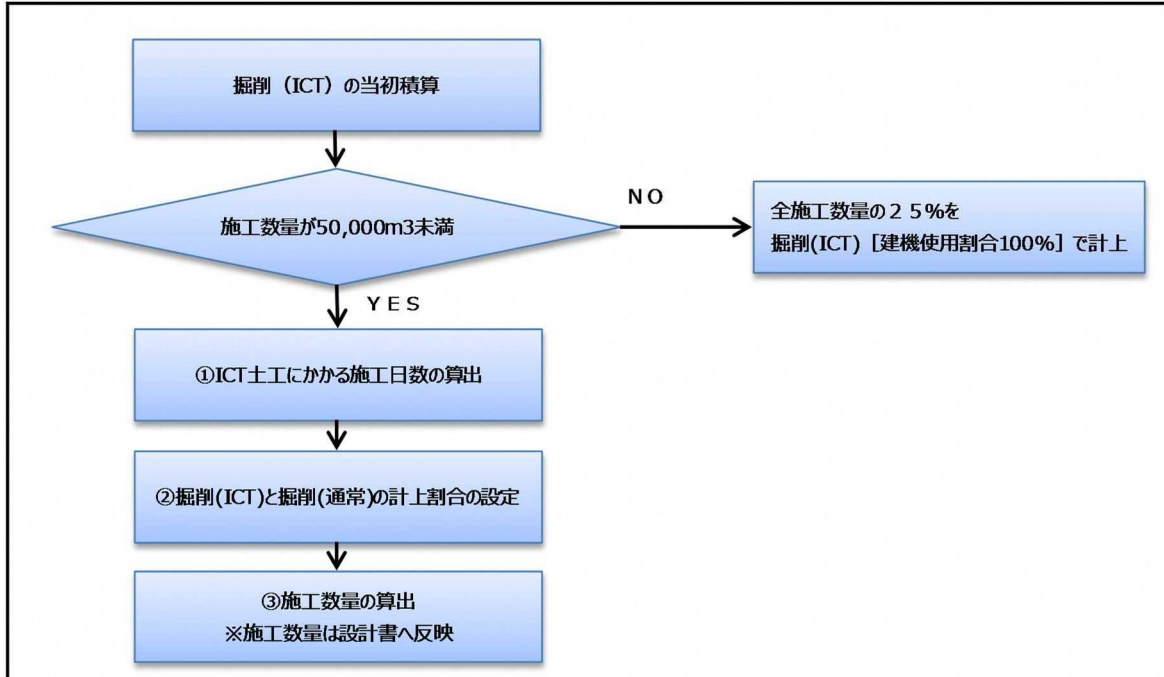 掘削（ICT）の当初積算
施工数量が50,000m3未満
ＮＯ
全施工数量の２５%を
掘削(ICT)［建機使用割合100%］で計上
ＹＥＳ
①ICT土工にかかる施工日数の算出
②掘削(ICT)と掘削(通常)の計上割合の設定
③施工数量の算出
※施工数量は設計書へ反映